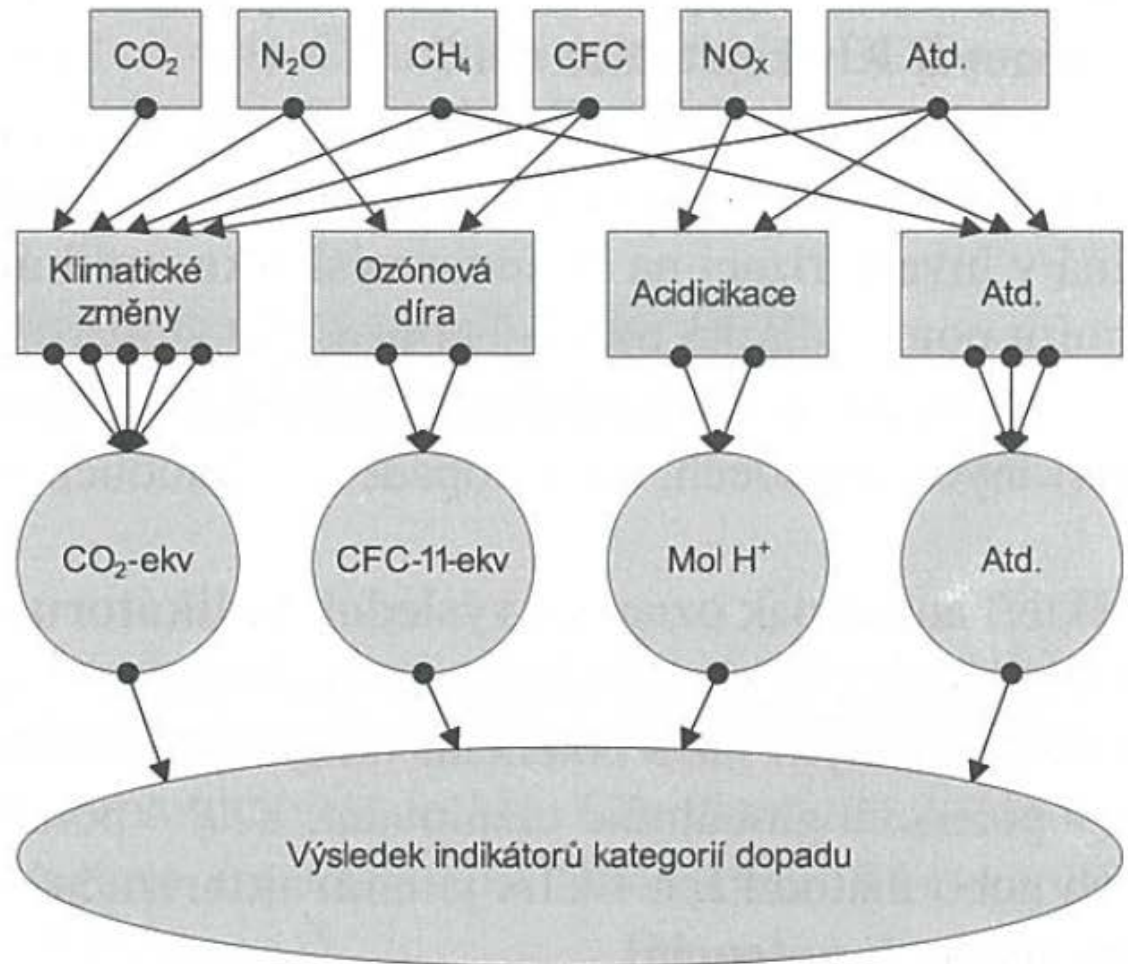 CO₂ N₂O CH₄ CFC NOₓ Atd.
Klimatické
změny
Ozónová
díra
Acidicikace
Atd.
CO₂-ekv CFC-11-ekv Mol H⁺ Atd.
Výsledek indikátorů kategorií dopadu